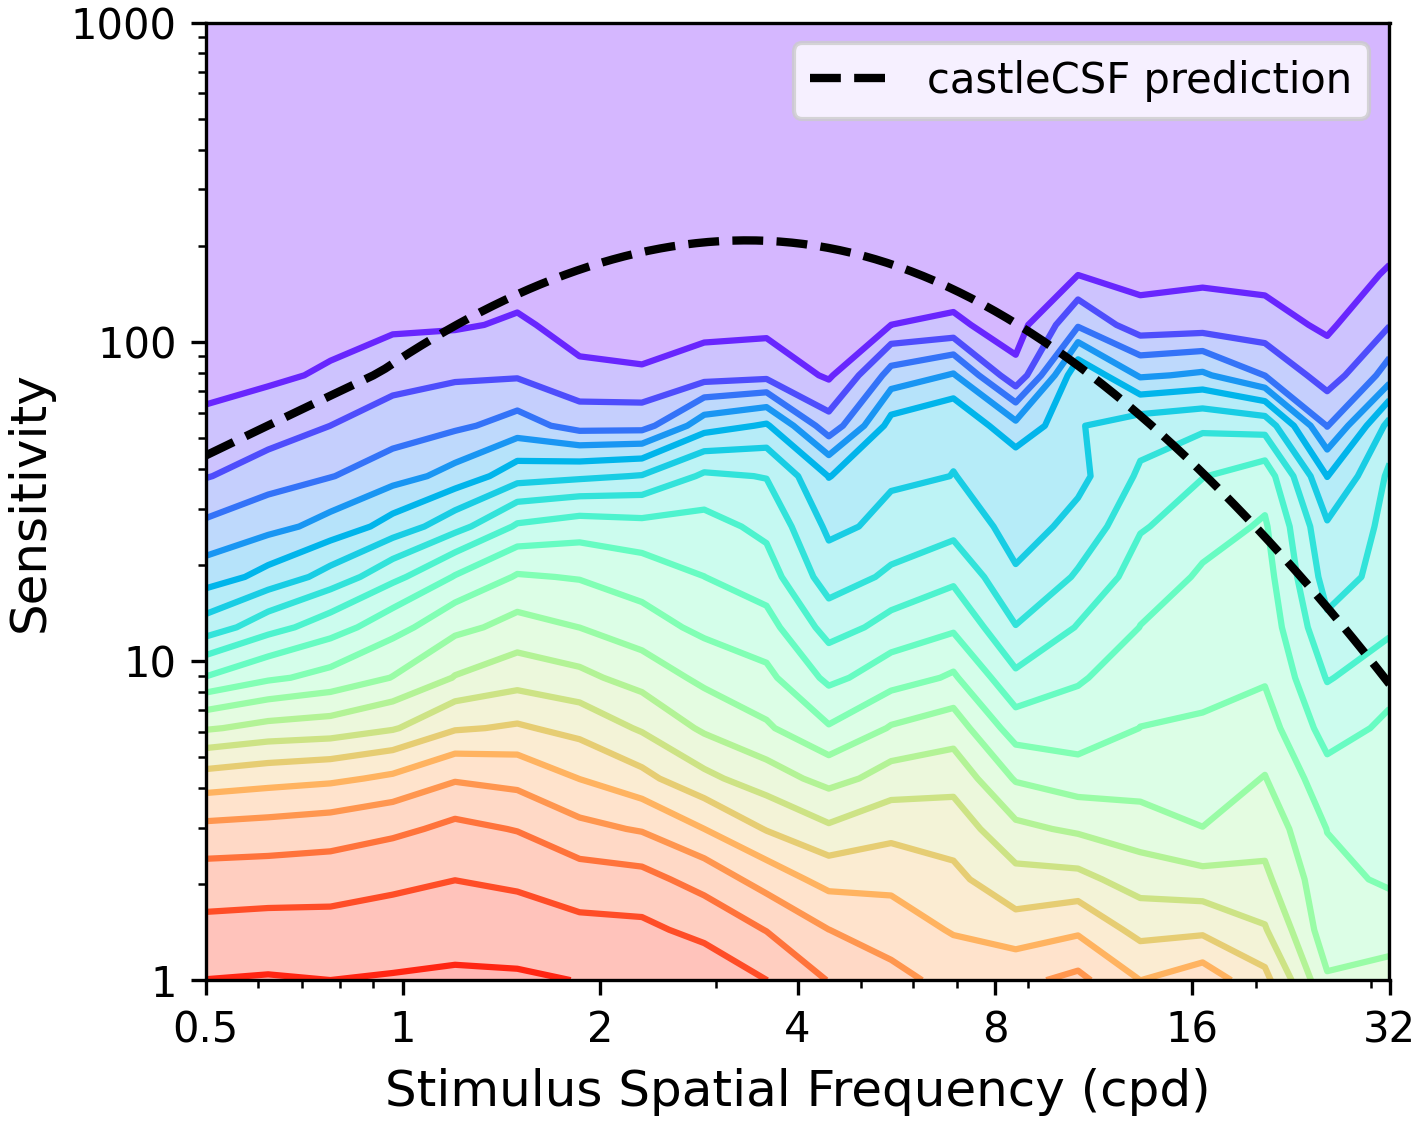 1000
castleCSF prediction
100
Sensitivity
10
1
0.5 1 2 4 8 16 32
Stimulus Spatial Frequency (cpd)